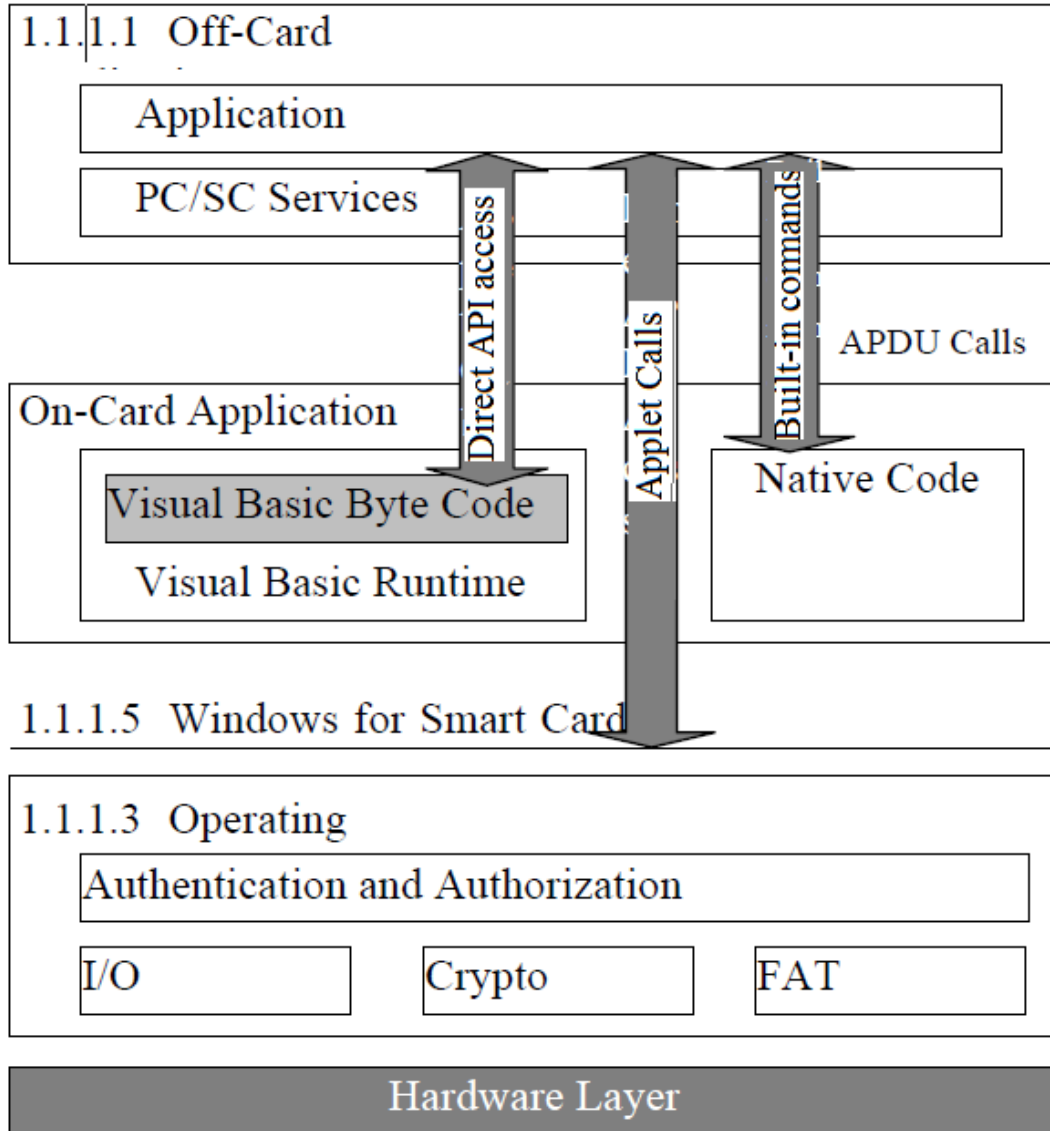 1.1.1.1 Off-Card
Application
PC/SC Services
Direct API access
Applet Calls
Built-in commands
APDU Calls
On-Card Application
Visual Basic Byte Code
Visual Basic Runtime
Native Code
1.1.1.5 Windows for Smart Card
1.1.1.3 Operating
Authentication and Authorization
I/O
Crypto
FAT
Hardware Layer